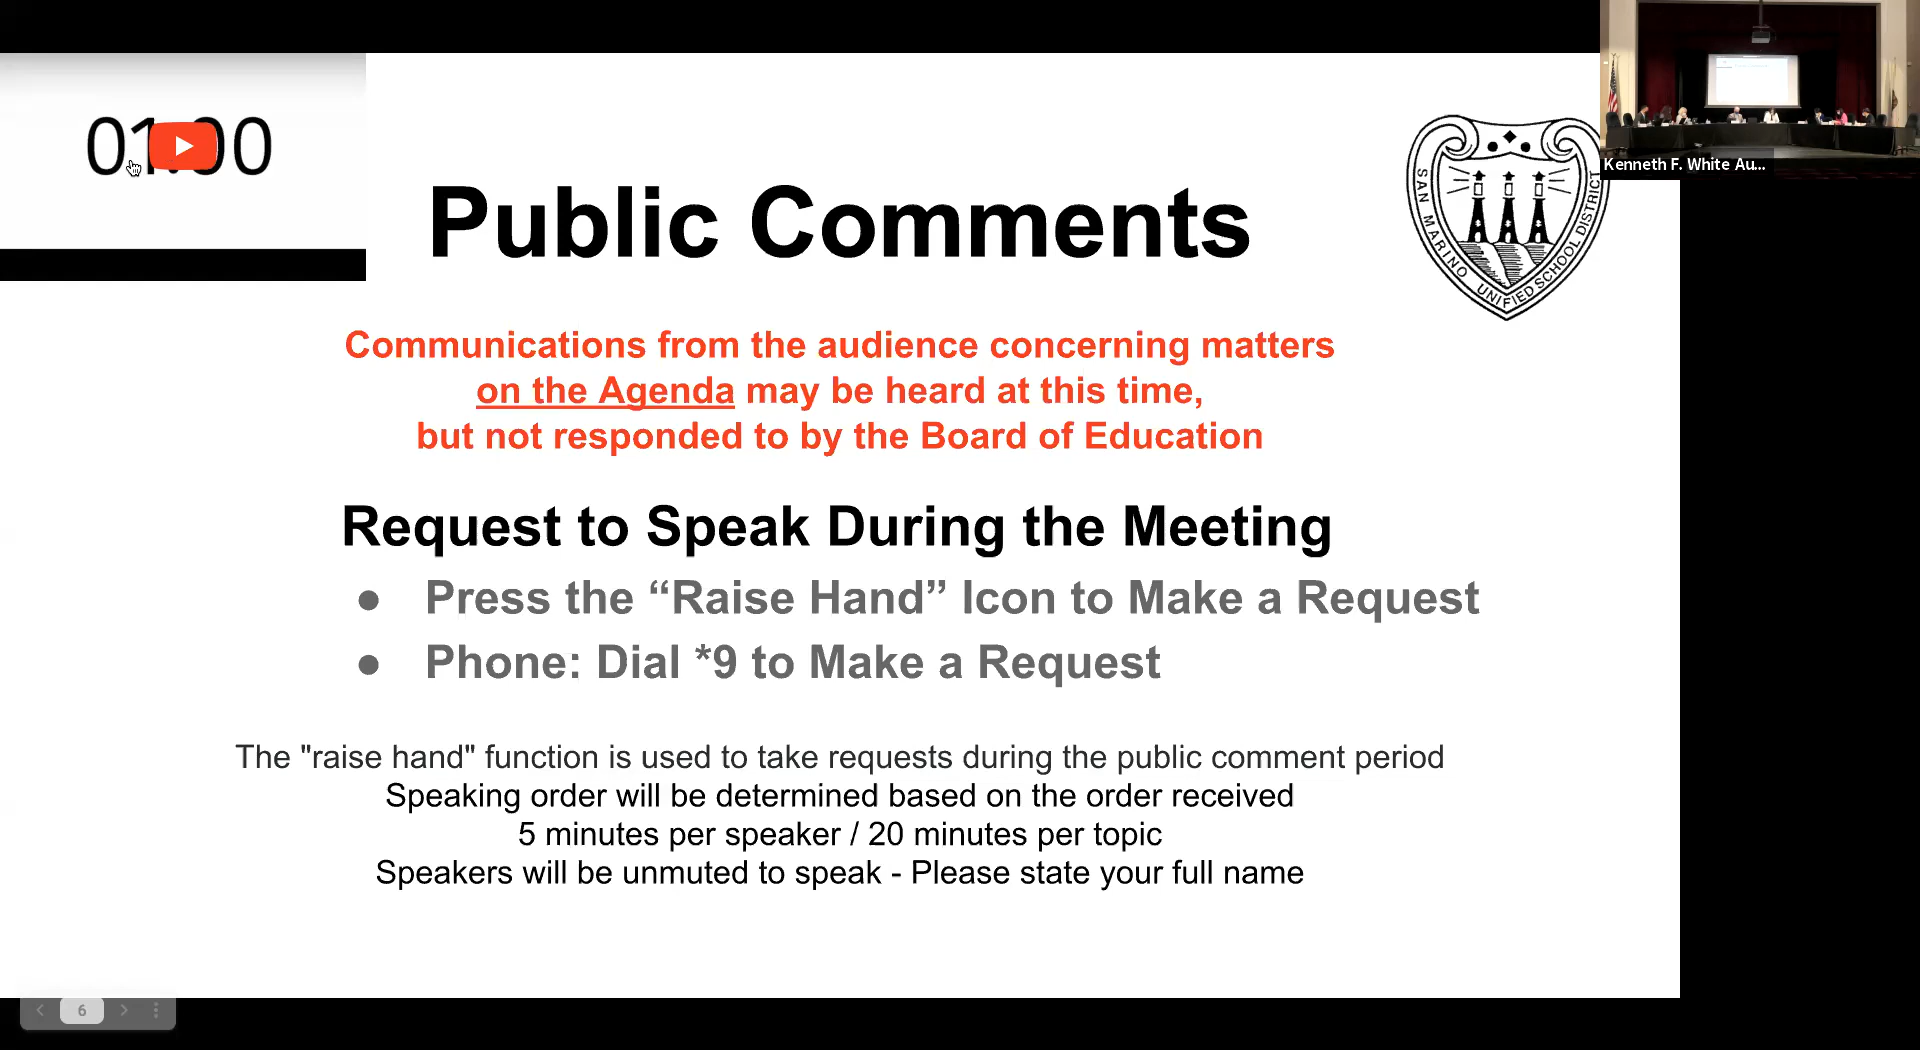 01:00
Public Comments
SAN MARINO UNIFIED SCHOOL DISTRICT
Kenneth F. White Au...
Communications from the audience concerning matters
on the Agenda may be heard at this time,
but not responded to by the Board of Education
Request to Speak During the Meeting
● Press the “Raise Hand” Icon to Make a Request
● Phone: Dial *9 to Make a Request
The "raise hand" function is used to take requests during the public comment period
Speaking order will be determined based on the order received
5 minutes per speaker / 20 minutes per topic
Speakers will be unmuted to speak - Please state your full name
6